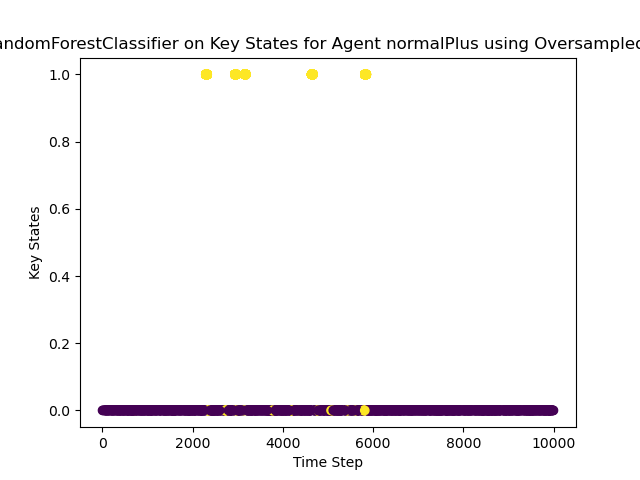 andomForestClassifier on Key States for Agent normalPlus using Oversampled
1.0
0.8
0.6
0.4
0.2
0.0
Key States
0 2000 4000 6000 8000 10000
Time Step